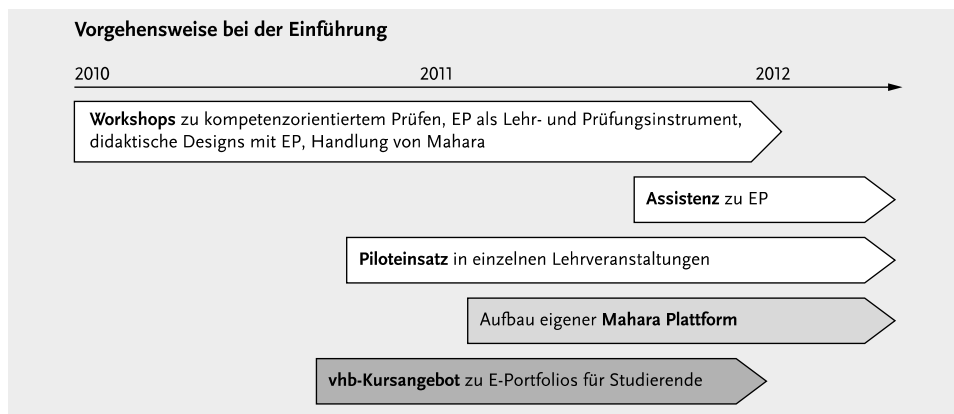 Vorgehensweise bei der Einführung
2010 2011 2012
Workshops zu kompetenzorientiertem Prüfen, EP als Lehr- und Prüfungsinstrument,
didaktische Designs mit EP, Handlung von Mahara
Assistenz zu EP
Piloteinsatz in einzelnen Lehrveranstaltungen
Aufbau eigener Mahara Plattform
vhb-Kursangebot zu E-Portfolios für Studierende